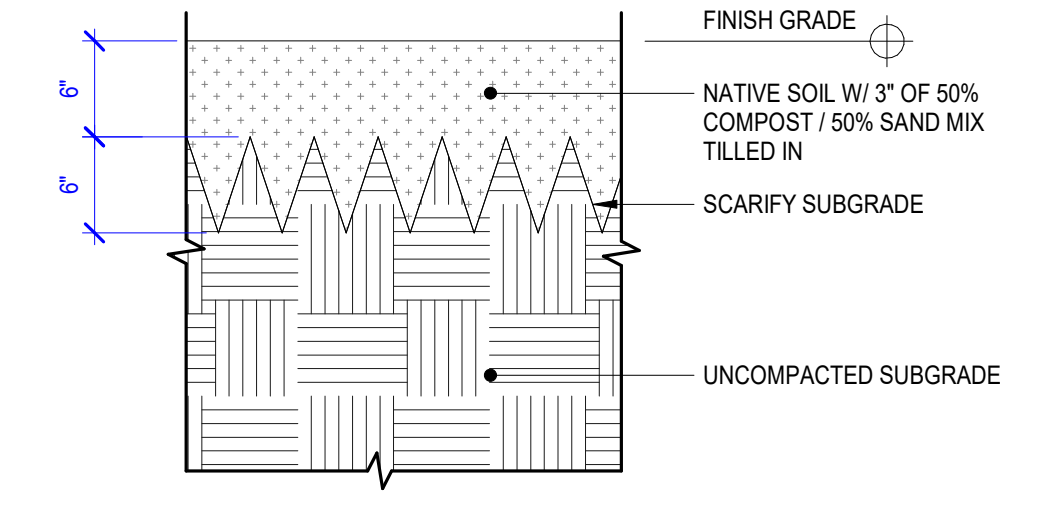 FINISH GRADE
6"
NATIVE SOIL W/ 3" OF 50%
COMPOST / 50% SAND MIX
TILLED IN
6"
SCARIFY SUBGRADE
UNCOMPACTED SUBGRADE